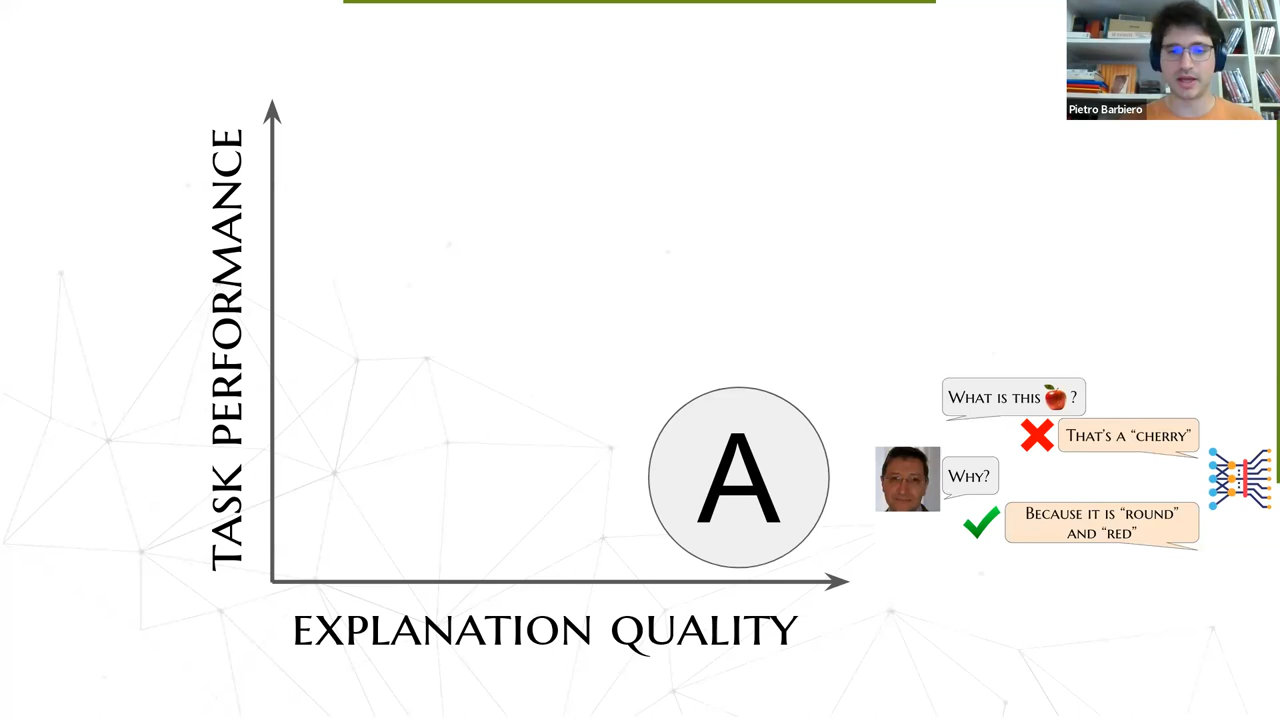 Pietro Barbiero
TASK PERFORMANCE
A
What is this ?
That's a "cherry"
Why?
Because it is "round"
and "red"
EXPLANATION QUALITY